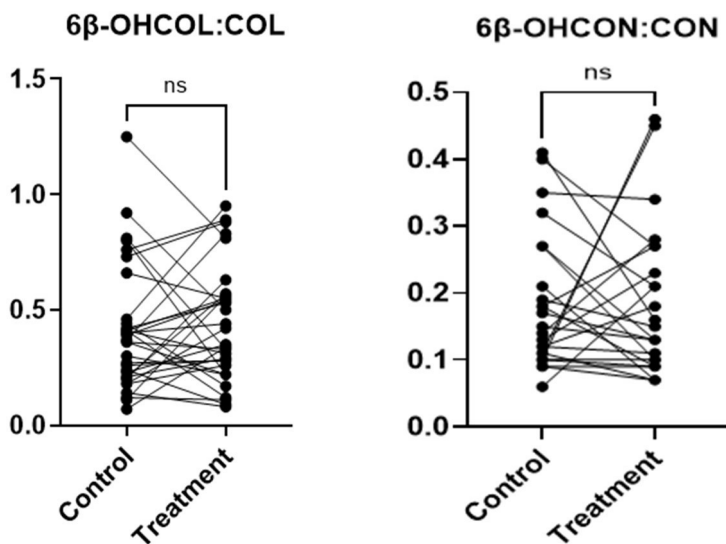 6β-OHCOL:COL
ns
1.5
1.0
0.5
0.0
Control
Treatment
6β-OHCON:CON
ns
0.5
0.4
0.3
0.2
0.1
0.0
Control
Treatment